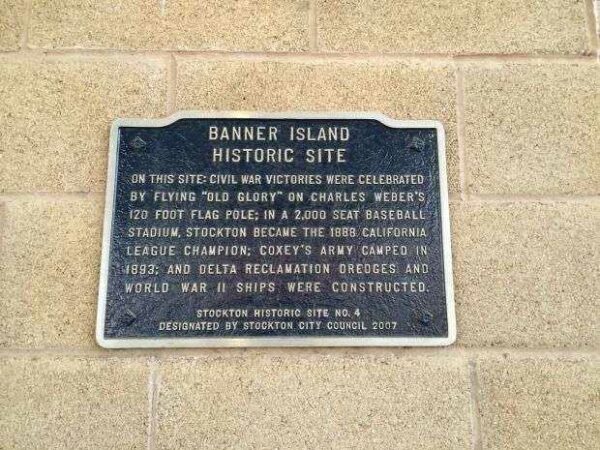 BANNER ISLAND
HISTORIC SITE
ON THIS SITE: CIVIL WAR VICTORIES WERE CELEBRATED
BY FLYING "OLD GLORY" ON CHARLES WEBER'S
120 FOOT FLAG POLE; IN A 2,000 SEAT BASEBALL
STADIUM, STOCKTON BECAME THE 1888 CALIFORNIA
LEAGUE CHAMPION; COXEY'S ARMY CAMPED IN
1893; AND DELTA RECLAMATION DREDGES AND
WORLD WAR II SHIPS WERE CONSTRUCTED.
STOCKTON HISTORIC SITE NO. 4
DESIGNATED BY STOCKTON CITY COUNCIL 2007